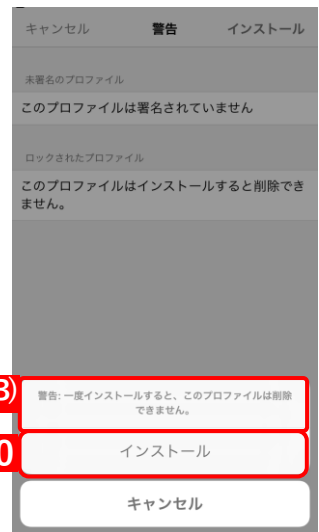 キャンセル 警告 インストール
未署名のプロファイル
このプロファイルは署名されていません
ロックされたプロファイル
このプロファイルはインストールすると削除でき
ません。
3)
警告: 一度インストールすると、このプロファイルは削除
できません。
0
インストール
キャンセル